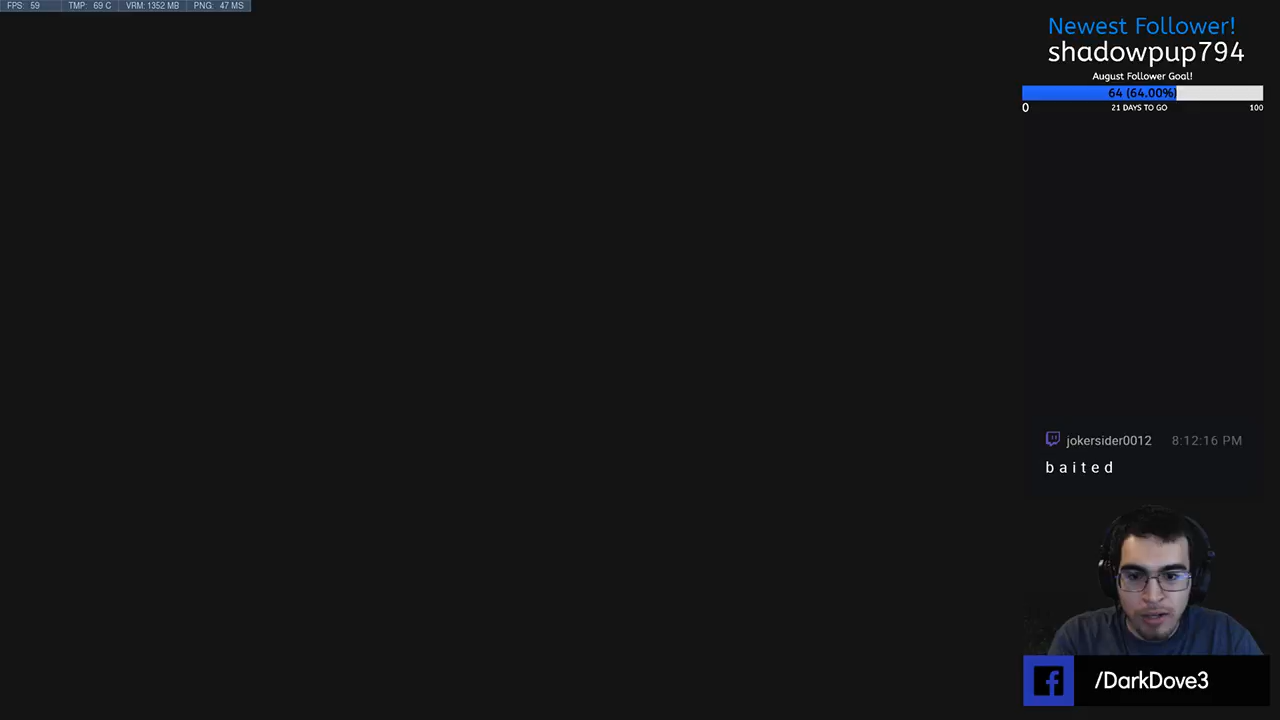 FPS: 59 TMP: 69 C VRM: 1352 MB PNG: 47 MS
Newest Follower!
shadowpup794
August Follower Goal!
64 (64.00%)
0 21 DAYS TO GO 100
jokersider0012 8:12:16 PM
baited
/DarkDove3